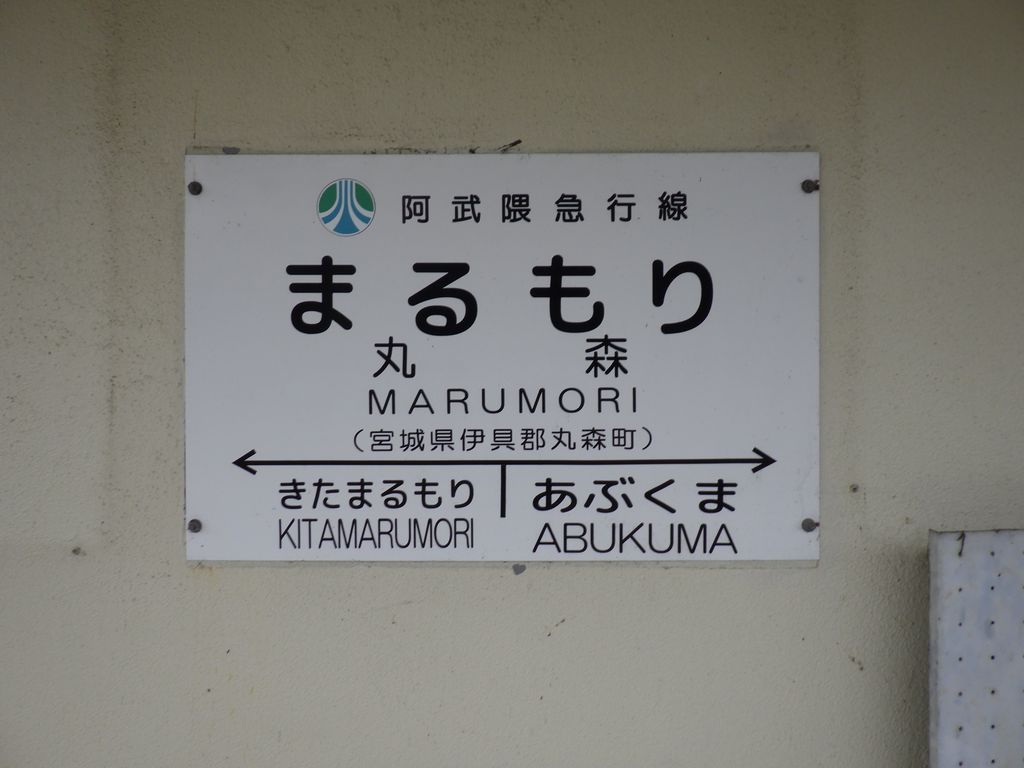 阿武隈急行線
まるもり
丸森
MARUMORI
（宮城県伊具郡丸森町）
きたまるもり あぶくま
KITAMARUMORI ABUKUMA